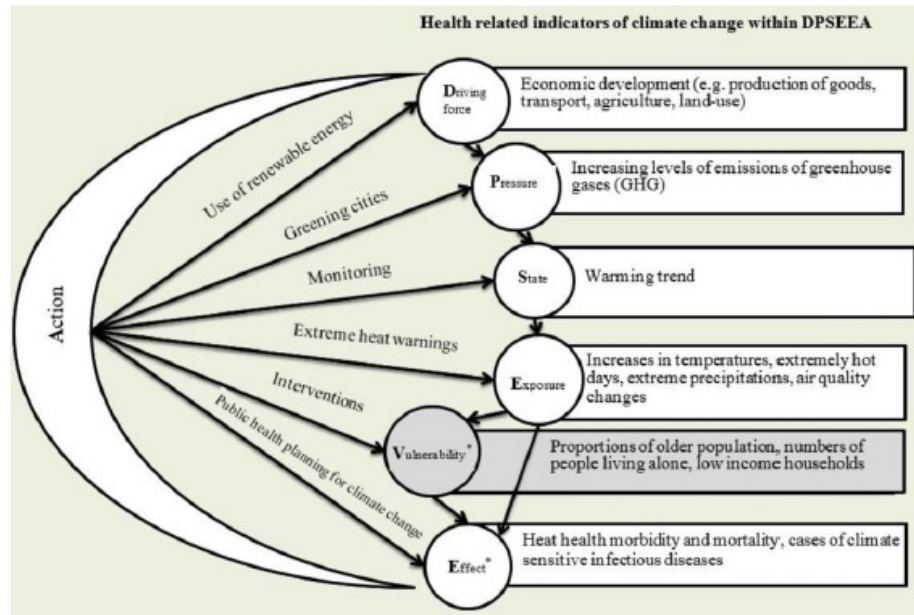 Health related indicators of climate change within DPSEEA
Driving
force
Economic development (e.g. production of goods,
transport, agriculture, land-use)
Use of renewable energy
Pressure
Increasing levels of emissions of greenhouse
gases (GHG)
Greening cities
State
Warming trend
Monitoring
Action
Extreme heat warnings
Exposure
Increases in temperatures, extremely hot
days, extreme precipitations, air quality
changes
Interventions
Vulnerability*
Proportions of older population, numbers of
people living alone, low income households
Public health planning for climate change
Effect*
Heat health morbidity and mortality, cases of climate
sensitive infectious diseases